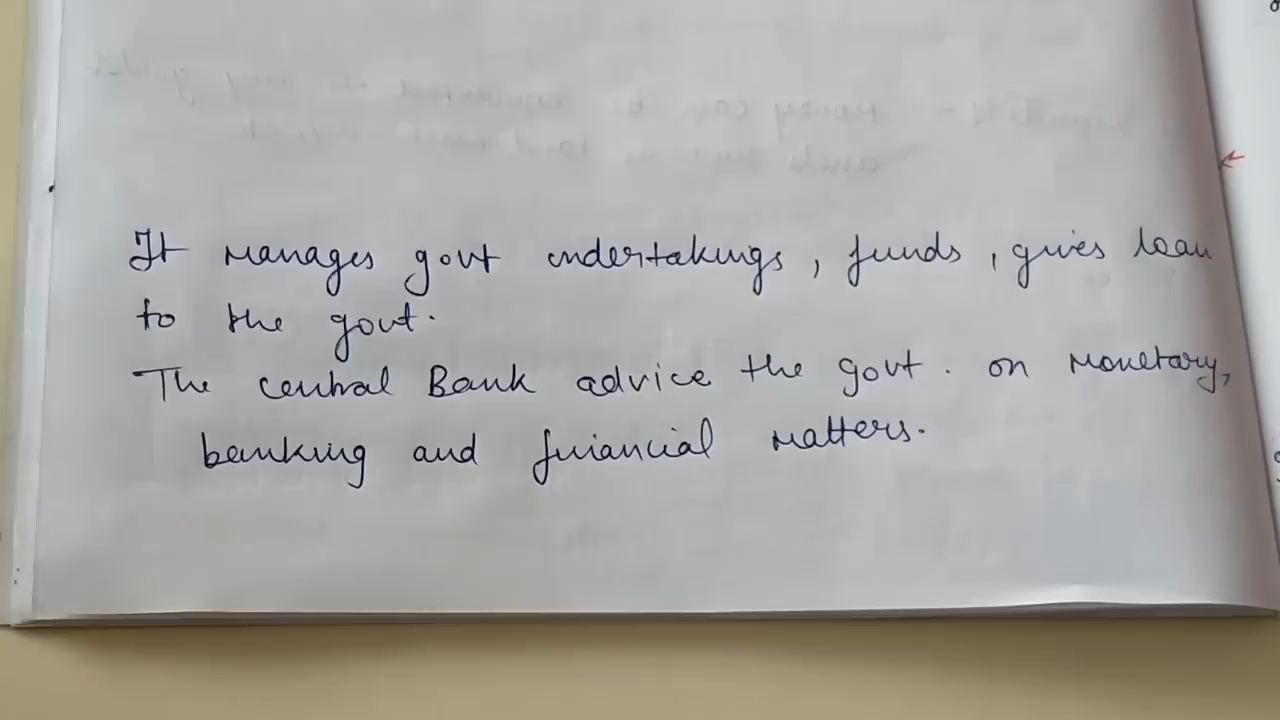 It manages govt undertakings, funds, gives loan
to the govt.
The central Bank advice the govt. on monetary,
banking and financial matters.